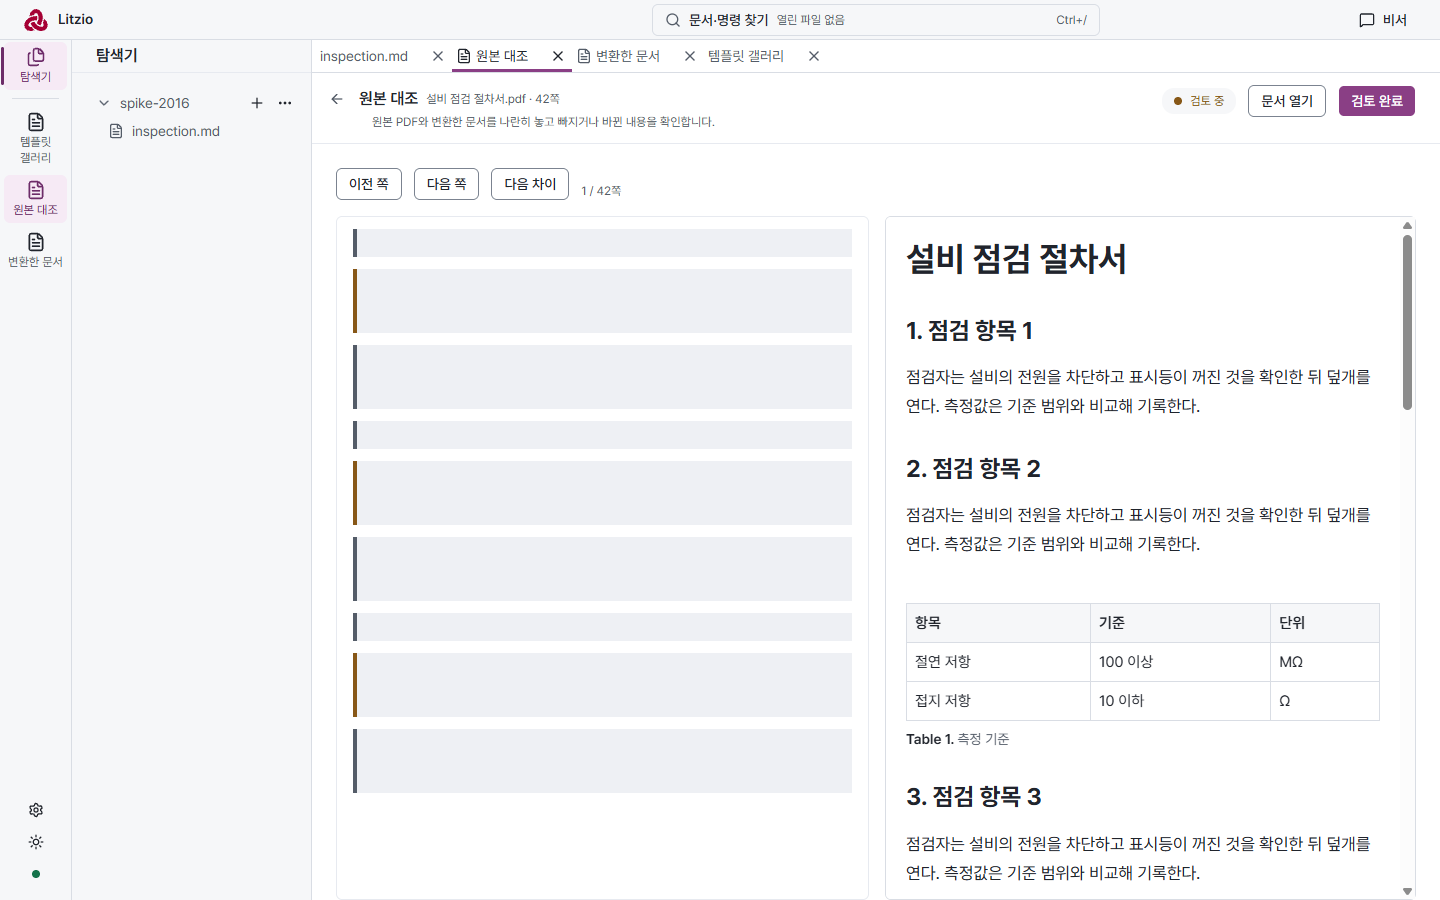 Litzio
문서·명령 찾기 열린 파일 없음 Ctrl+/
비서
탐색기
템플릿
갤러리
원본 대조
변환한 문서
탐색기
spike-2016
inspection.md
inspection.md
원본 대조
변환한 문서
템플릿 갤러리
원본 대조 설비 점검 절차서.pdf · 42쪽
원본 PDF와 변환한 문서를 나란히 놓고 빠지거나 바뀐 내용을 확인합니다.
검토 중
문서 열기
검토 완료
이전 쪽
다음 쪽
다음 차이
1 / 42쪽
설비 점검 절차서
1. 점검 항목 1
점검자는 설비의 전원을 차단하고 표시등이 꺼진 것을 확인한 뒤 덮개를
연다. 측정값은 기준 범위와 비교해 기록한다.
2. 점검 항목 2
점검자는 설비의 전원을 차단하고 표시등이 꺼진 것을 확인한 뒤 덮개를
연다. 측정값은 기준 범위와 비교해 기록한다.
항목 기준 단위
절연 저항 100 이상 MΩ
접지 저항 10 이하 Ω
Table 1. 측정 기준
3. 점검 항목 3
점검자는 설비의 전원을 차단하고 표시등이 꺼진 것을 확인한 뒤 덮개를
연다. 측정값은 기준 범위와 비교해 기록한다.